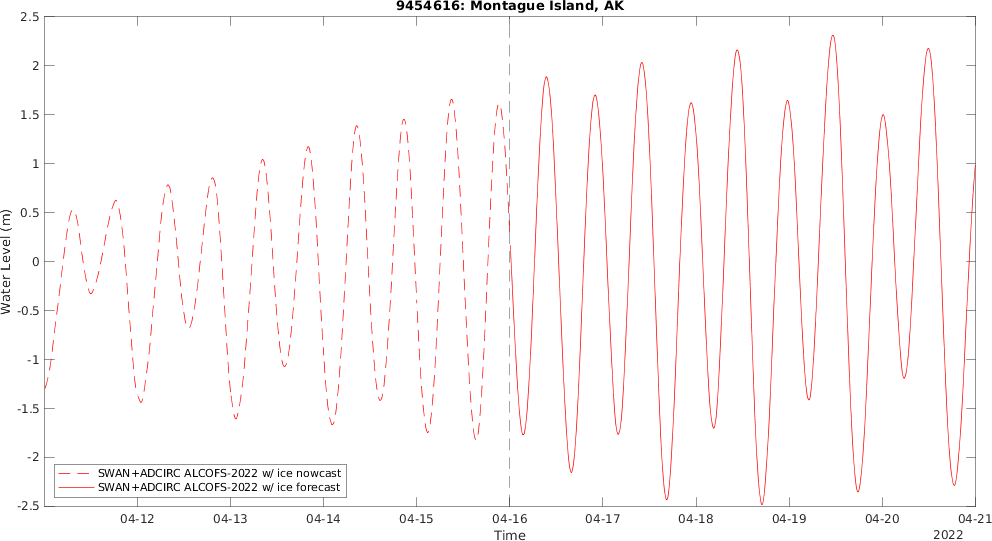 9454616: Montague Island, AK
2.5
2
1.5
1
0.5
0
-0.5
-1
-1.5
-2
-2.5
Water Level (m)
SWAN+ADCIRC ALCOFS-2022 w/ ice nowcast
SWAN+ADCIRC ALCOFS-2022 w/ ice forecast
04-12 04-13 04-14 04-15 04-16 04-17 04-18 04-19 04-20 04-21
Time
2022